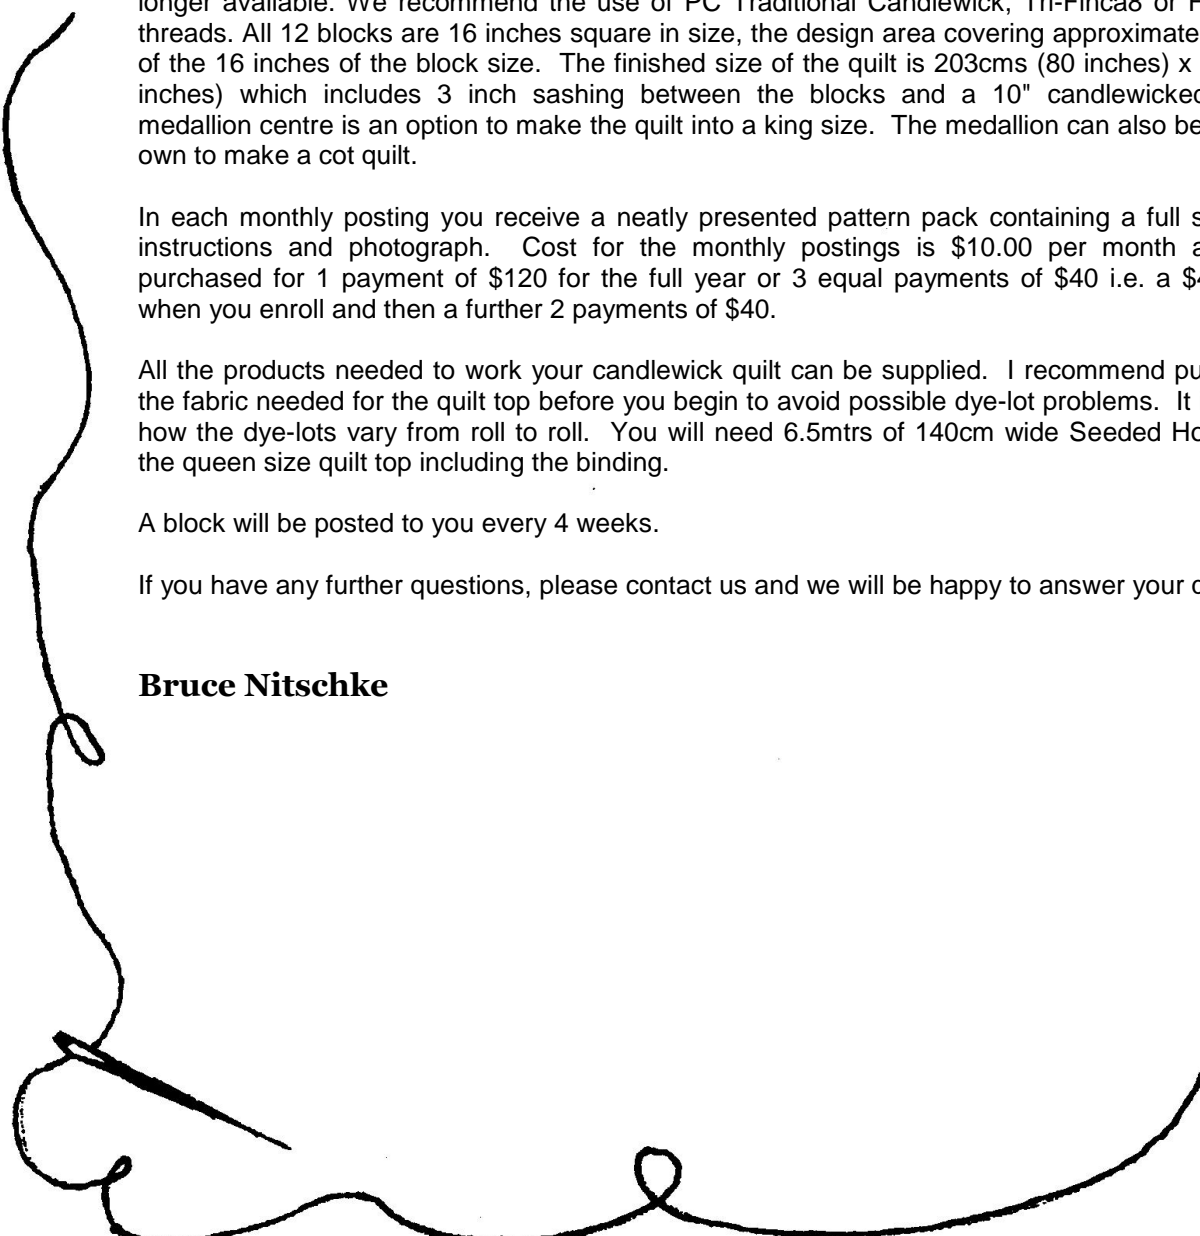 longer available. We recommend the use of PC Traditional Candlewick, Tri-Finca8 or
threads. All 12 blocks are 16 inches square in size, the design area covering
of the 16 inches of the block size. The finished size of the quilt is 203cms (80 inches) x
inches) which includes 3 inch sashing between the blocks and a 10" candlewicked
medallion centre is an option to make the quilt into a king size. The medallion can also be
own to make a cot quilt.
In each monthly posting you receive a neatly presented pattern pack containing a full
instructions and photograph. Cost for the monthly postings is $10.00 per month
purchased for 1 payment of $120 for the full year or 3 equal payments of $40 i.e. a
when you enroll and then a further 2 payments of $40.
All the products needed to work your candlewick quilt can be supplied. I recommend
the fabric needed for the quilt top before you begin to avoid possible dye-lot problems. It
how the dye-lots vary from roll to roll. You will need 6.5mtrs of 140cm wide Seeded
the queen size quilt top including the binding.
A block will be posted to you every 4 weeks.
If you have any further questions, please contact us and we will be happy to answer your
Bruce Nitschke